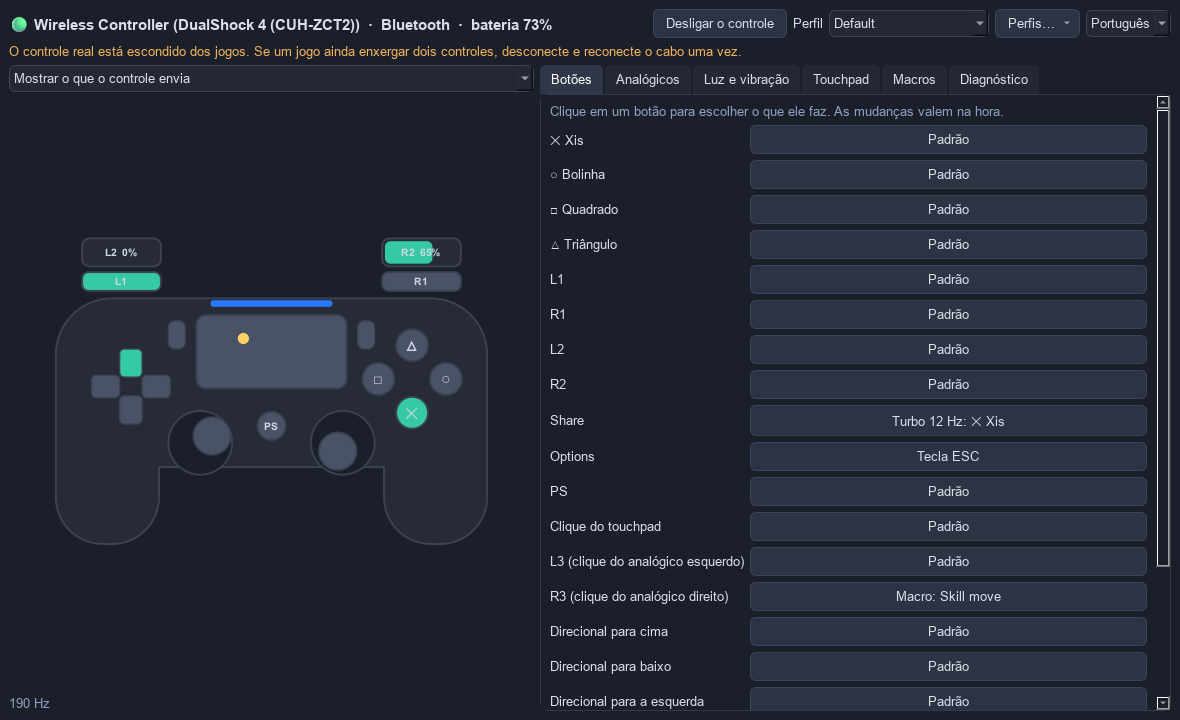 Wireless Controller (DualShock 4 (CUH-ZCT2)) · Bluetooth · bateria 73%
Desligar o controle
Perfil
Default
Perfis…
Português
O controle real está escondido dos jogos. Se um jogo ainda enxergar dois controles, desconecte e reconecte o cabo uma vez.
Mostrar o que o controle envia
Botões
Analógicos
Luz e vibração
Touchpad
Macros
Diagnóstico
Clique em um botão para escolher o que ele faz. As mudanças valem na hora.
L2 0%
R2 65%
L1
R1
△
□
○
✕
PS
✕ Xis
Padrão
○ Bolinha
Padrão
□ Quadrado
Padrão
△ Triângulo
Padrão
L1
Padrão
R1
Padrão
L2
Padrão
R2
Padrão
Share
Turbo 12 Hz: ✕ Xis
Options
Tecla ESC
PS
Padrão
Clique do touchpad
Padrão
L3 (clique do analógico esquerdo)
Padrão
R3 (clique do analógico direito)
Macro: Skill move
Direcional para cima
Padrão
Direcional para baixo
Padrão
Direcional para a esquerda
Padrão
190 Hz